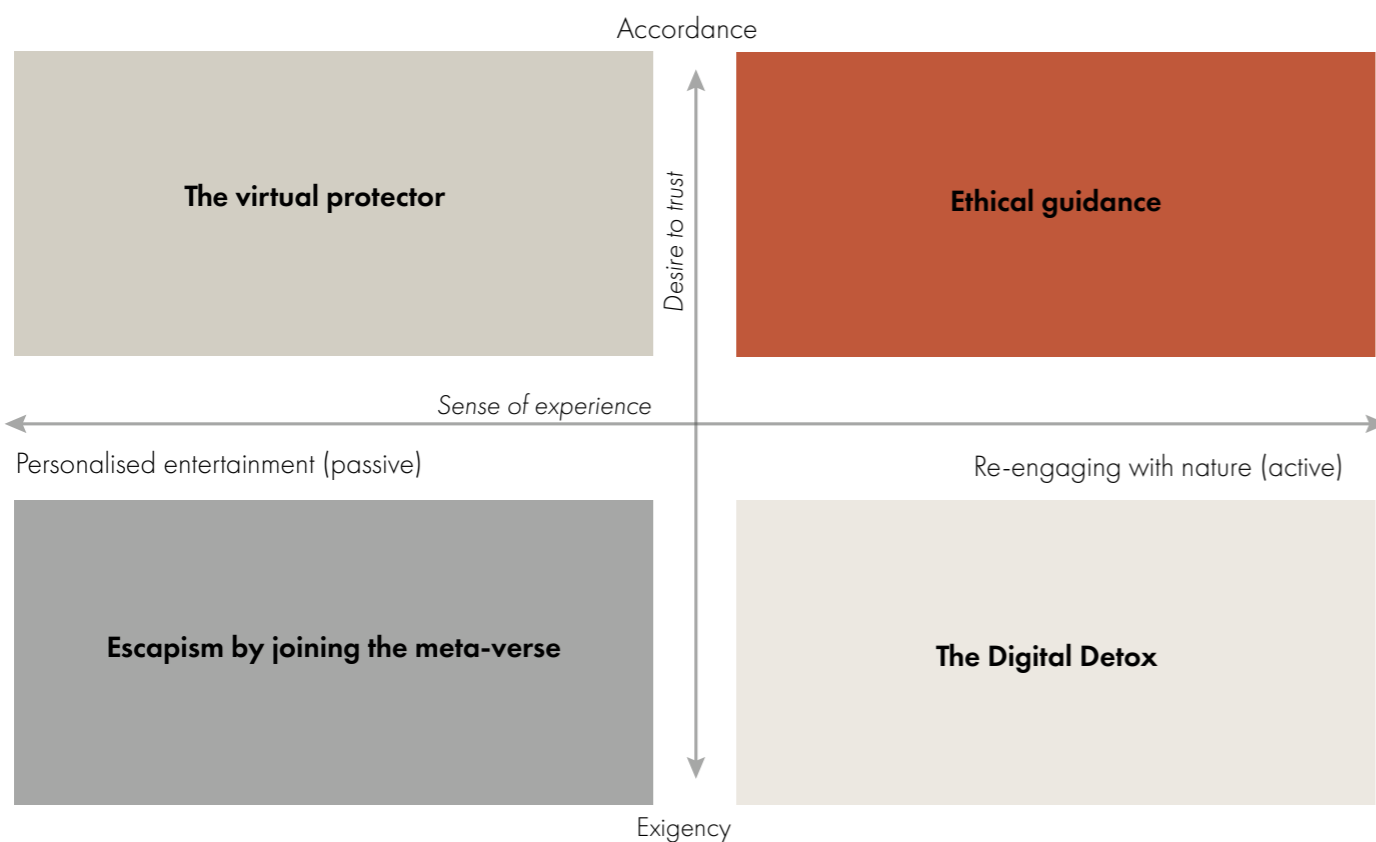 Accordance
The virtual protector
Desire to trust
Ethical guidance
Sense of experience
Personalised entertainment (passive)
Re-engaging with nature (active)
Escapism by joining the meta-verse
The Digital Detox
Exigency